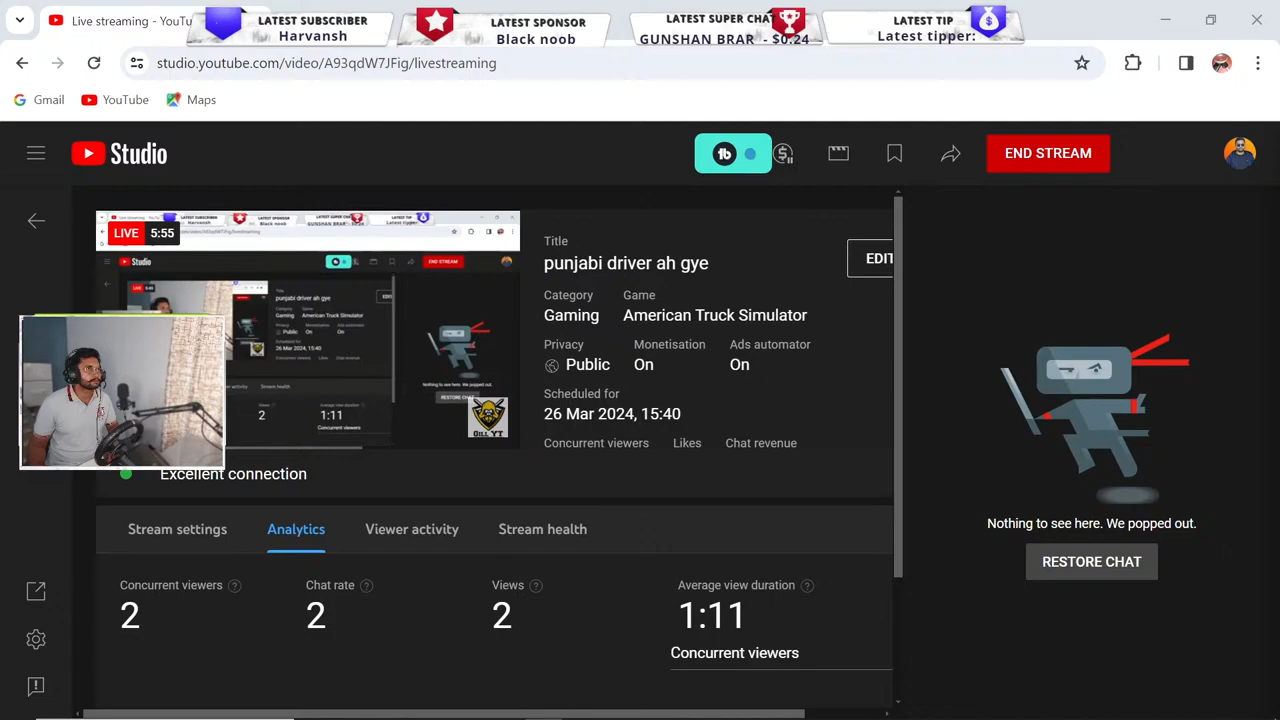 Live streaming - YouTu
LATEST SUBSCRIBER
Harvansh
LATEST SPONSOR
Black noob
LATEST SUPER CHAT
GUNSHAN BRAR - $0.24
LATEST TIP
Latest tipper:
studio.youtube.com/video/A93qdW7JFig/livestreaming
Gmail
YouTube
Maps
Studio
END STREAM
LIVE 5:55
Title
punjabi driver ah gye
EDIT
Category
Game
Gaming
American Truck Simulator
Privacy
Monetisation
Ads automator
Public
On
On
Scheduled for
26 Mar 2024, 15:40
Concurrent viewers
Likes
Chat revenue
GILL YT
Excellent connection
Stream settings
Analytics
Viewer activity
Stream health
Concurrent viewers
Chat rate
Views
Average view duration
2
2
2
1:11
Concurrent viewers
Nothing to see here. We popped out.
RESTORE CHAT